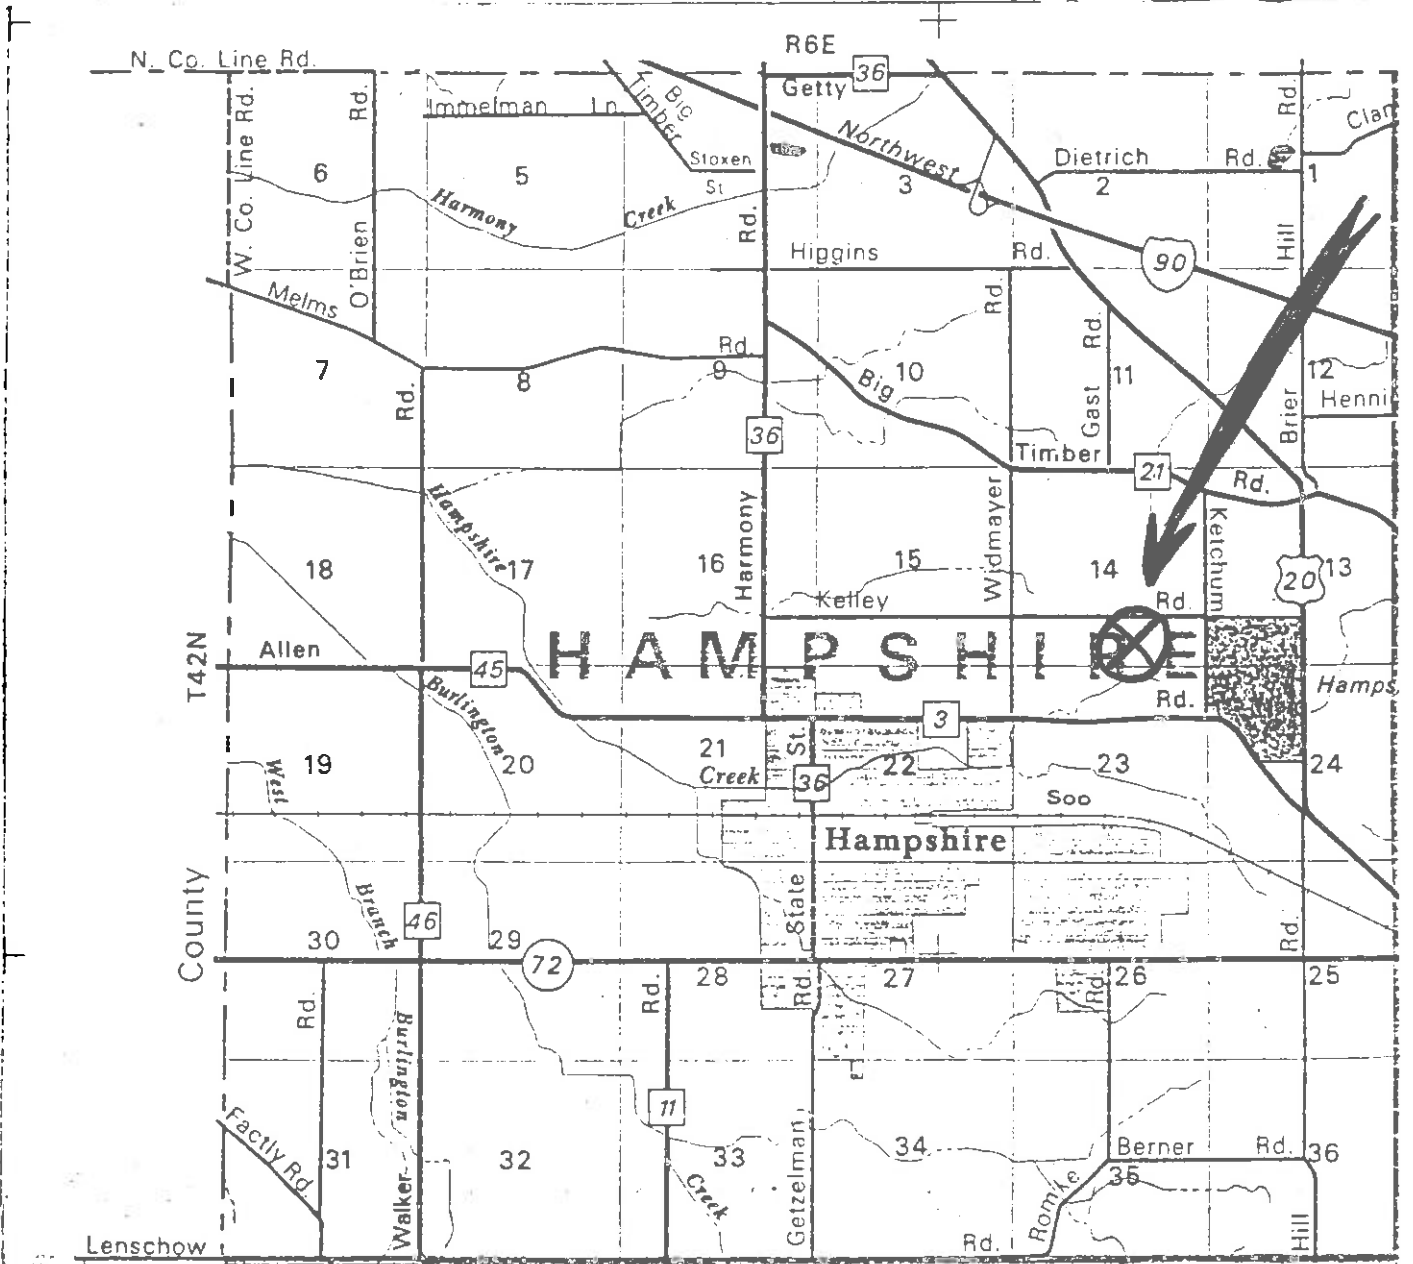 R6E
N. Co. Line Rd.
36
Getty
W. Co. Line Rd.
Rd.
Immelman Ln.
Big
Timber
Northwest
Rd.
Clan
Stoxen
St
Dietrich Rd.
6
5
3
2
1
Harmony Creek
O'Brien
Rd.
Higgins Rd.
Hill
90
Melms
Rd.
Rd.
Rd.
7
8
9
10
11
12
Rd.
Big
Gast
Brier
Henni
36
Timber
21
Rd.
Hampshire
Harmony
Widmayer
Ketchum
18
17
16
15
14
13
20
Kelley Rd.
T42N
Allen
45
HAMPSHIRE
Hamps
Burlington
3
Rd.
19
20
21
St.
22
23
24
West
Creek
36
Soo
Hampshire
County
Branch
46
State
Rd.
30
29
72
28
27
26
25
Rd.
Rd.
Rd.
Rd.
Burlington
11
Factly Rd.
31
32
33
34
Berner Rd.
36
35
Walker
Creek
Getzelman
Romke
Hill
Lenschow
Rd.